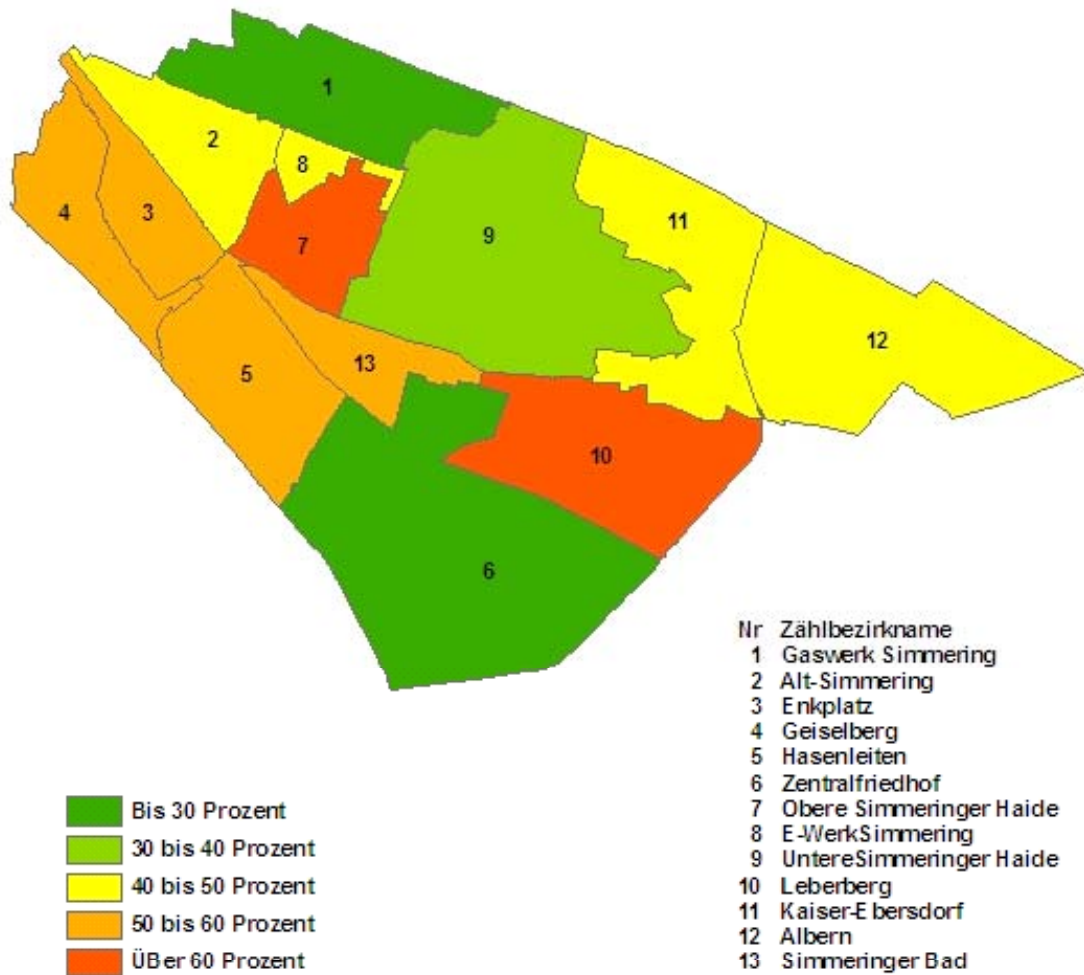 1
2
8
11
3
4
9
7
12
13
5
10
6
Nr Zählbezirkname
1 Gaswerk Simmering
2 Alt-Simmering
3 Enkplatz
4 Geiselberg
5 Hasenleiten
6 Zentralfriedhof
7 Obere Simmeringer Haide
8 E-WerkSimmering
9 UntereSimmeringer Haide
10 Leberberg
11 Kaiser-Ebersdorf
12 Albern
13 Simmeringer Bad
Bis 30 Prozent
30 bis 40 Prozent
40 bis 50 Prozent
50 bis 60 Prozent
ÜBer 60 Prozent